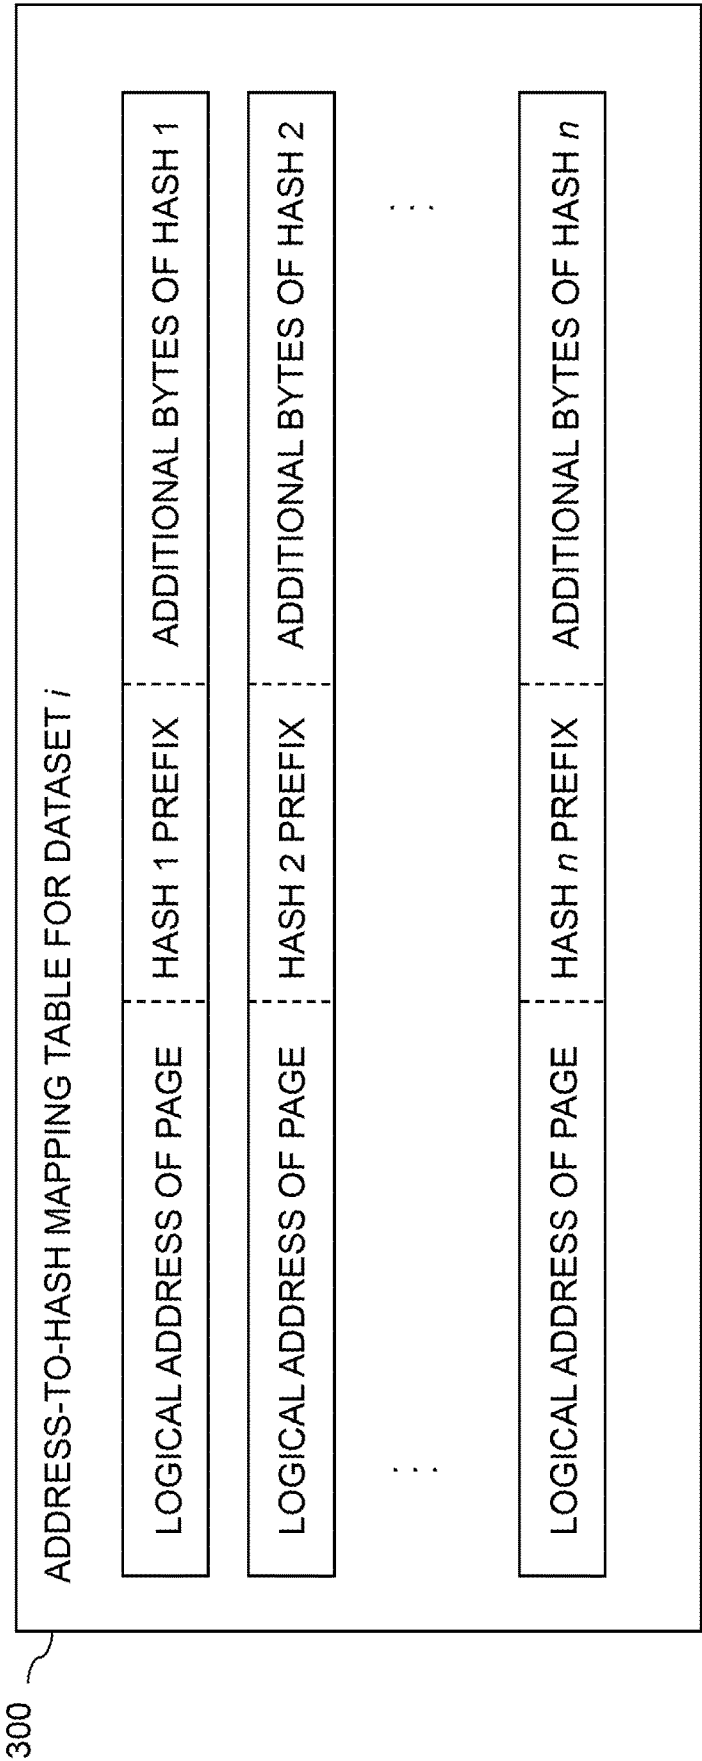 300
ADDRESS-TO-HASH MAPPING TABLE FOR DATASET i
LOGICAL ADDRESS OF PAGE HASH 1 PREFIX ADDITIONAL BYTES OF HASH 1
LOGICAL ADDRESS OF PAGE HASH 2 PREFIX ADDITIONAL BYTES OF HASH 2
. . . . . .
LOGICAL ADDRESS OF PAGE HASH n PREFIX ADDITIONAL BYTES OF HASH n